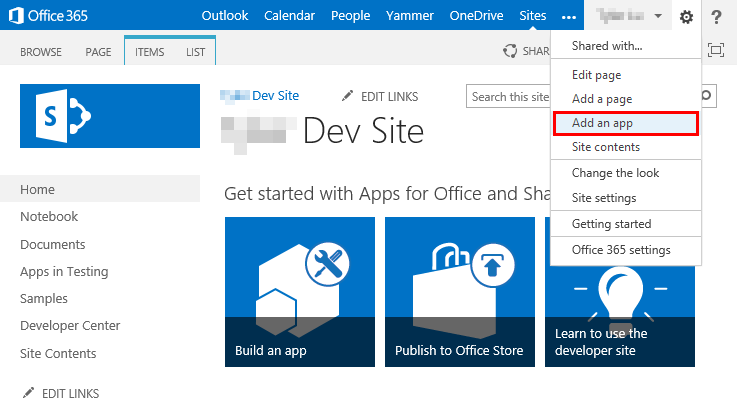 Office 365 Outlook Calendar People Yammer OneDrive Sites ... ?
BROWSE PAGE ITEMS LIST
Shared with...
Edit page
Add a page
Add an app
Site contents
Change the look
Site settings
Getting started
Office 365 settings
S
Dev Site EDIT LINKS Search this site
Dev Site
Home
Notebook
Documents
Apps in Testing
Samples
Developer Center
Site Contents
EDIT LINKS
Get started with Apps for Office and Sha
Build an app
Publish to Office Store
Learn to use the
developer site